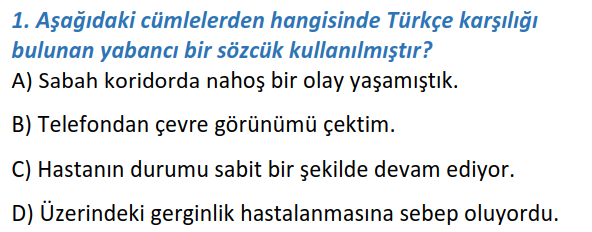 1. Aşağıdaki cümlelerden hangisinde Türkçe karşılığı
bulunan yabancı bir sözcük kullanılmıştır?
A) Sabah koridorda nahoş bir olay yaşamıştık.
B) Telefondan çevre görünümü çektim.
C) Hastanın durumu sabit bir şekilde devam ediyor.
D) Üzerindeki gerginlik hastalanmasına sebep oluyordu.